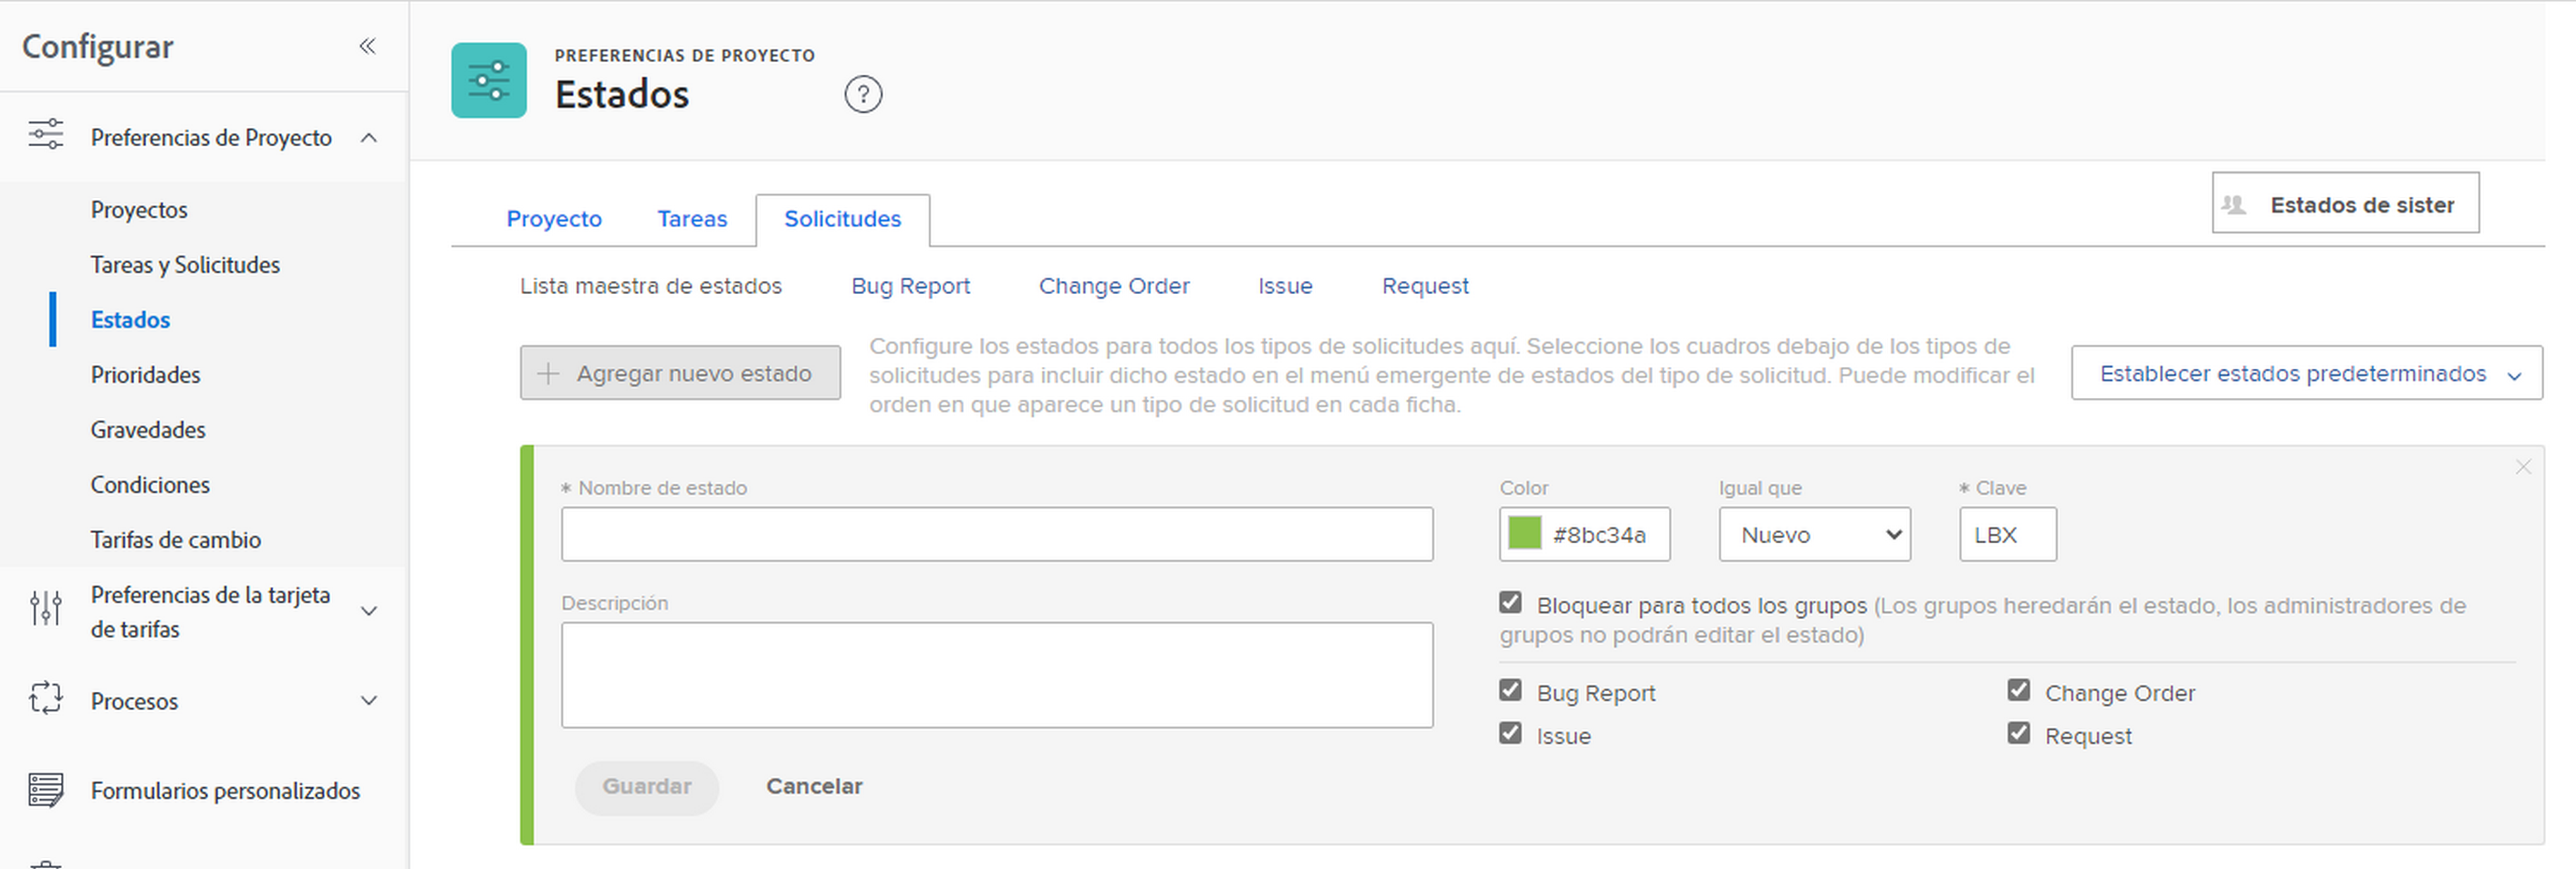 Configurar
Preferencias de Proyecto
Proyectos
Tareas y Solicitudes
Estados
Prioridades
Gravedades
Condiciones
Tarifas de cambio
Preferencias de la tarjeta
de tarifas
Procesos
Formularios personalizados
PREFERENCIAS DE PROYECTO
Estados
?
Proyecto
Tareas
Solicitudes
Estados de sister
Lista maestra de estados
Bug Report
Change Order
Issue
Request
Agregar nuevo estado
Configure los estados para todos los tipos de solicitudes aquí. Seleccione los cuadros debajo de los tipos de
solicitudes para incluir dicho estado en el menú emergente de estados del tipo de solicitud. Puede modificar el
orden en que aparece un tipo de solicitud en cada ficha.
Establecer estados predeterminados
* Nombre de estado
Descripción
Guardar
Cancelar
Color
#8bc34a
Igual que
Nuevo
* Clave
LBX
Bloquear para todos los grupos (Los grupos heredarán el estado, los administradores de
grupos no podrán editar el estado)
Bug Report
Change Order
Issue
Request